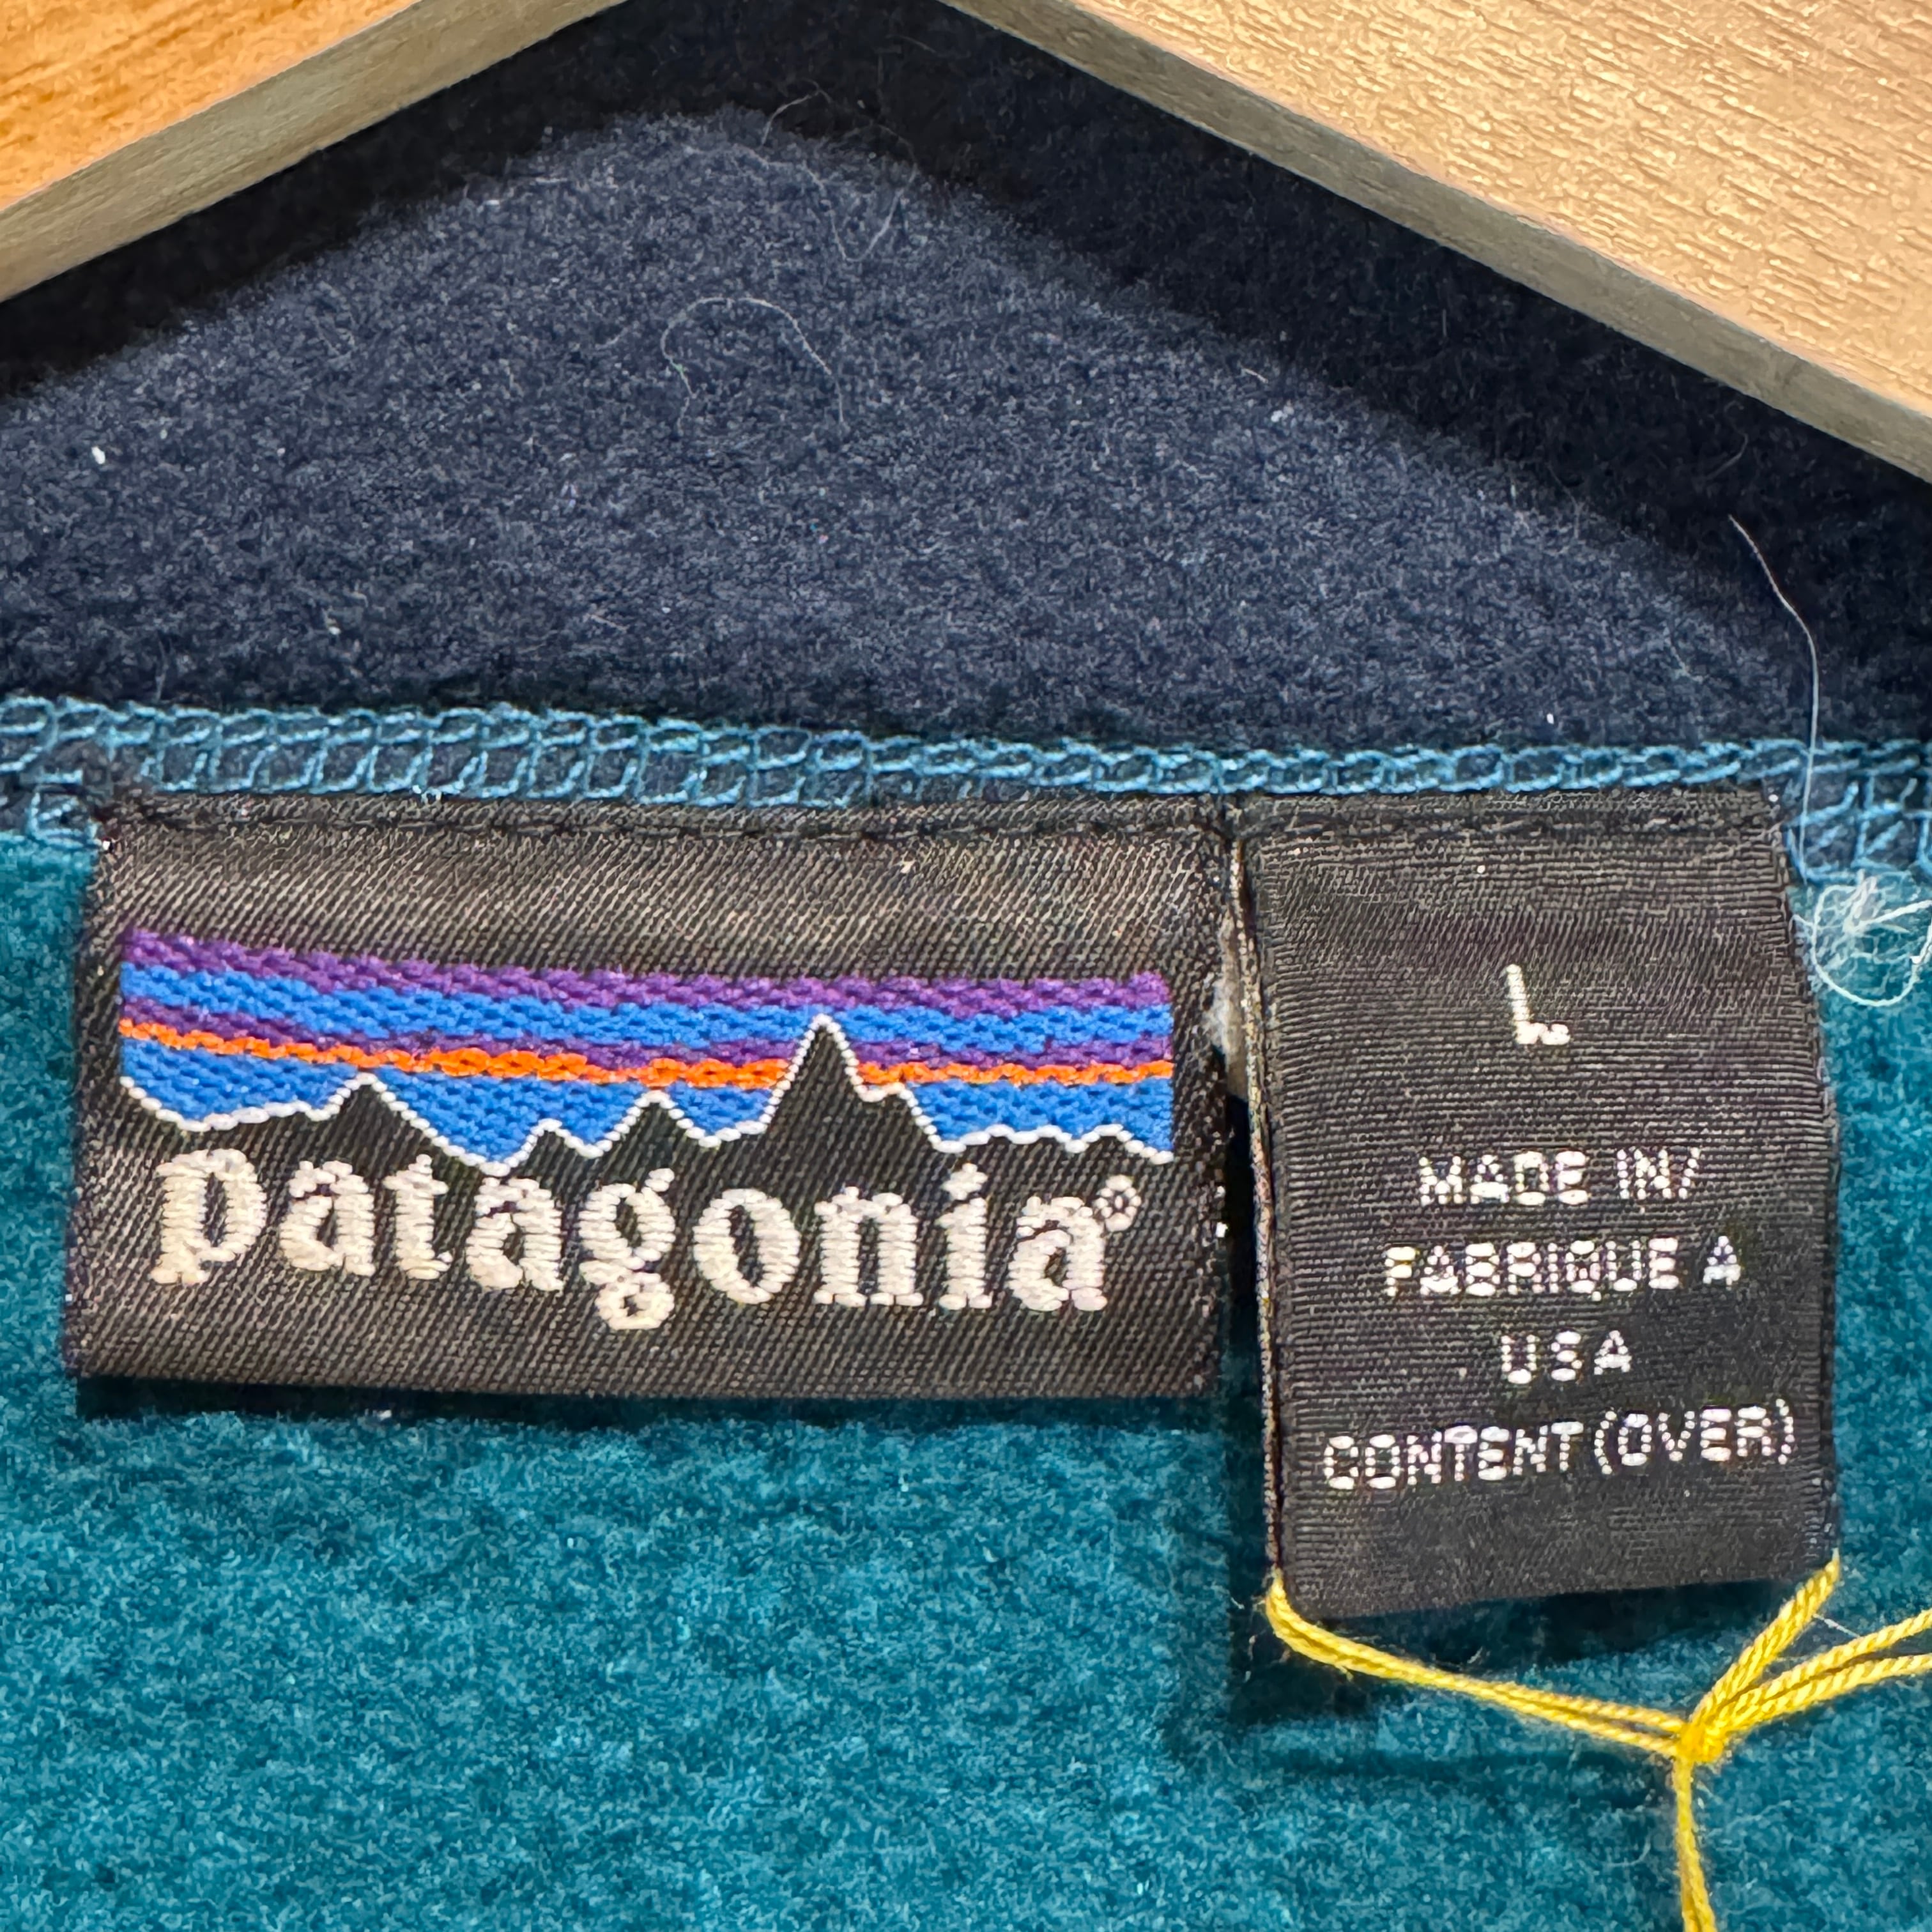 patagonia®
L
MADE IN/
FABRIQUE A
USA
CONTENT (OVER)